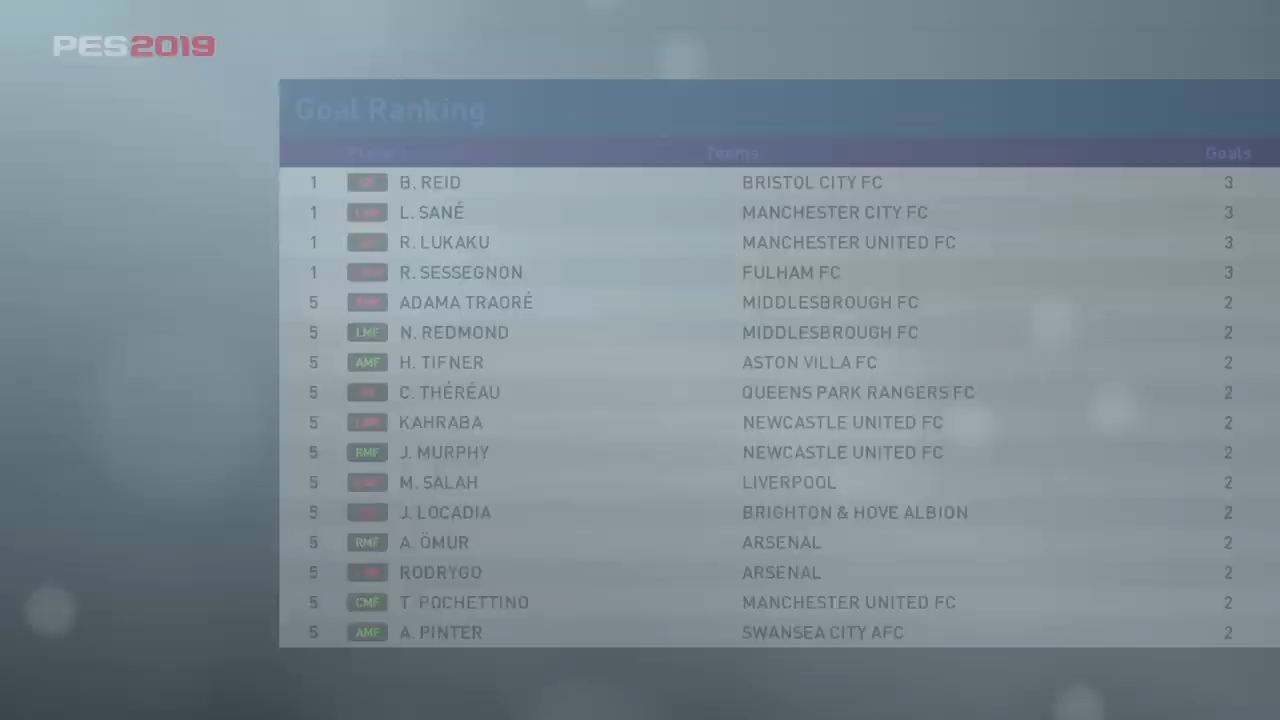 PES2019
Goal Ranking
Players Teams Goals
1 B. REID BRISTOL CITY FC 3
1 L. SANÉ MANCHESTER CITY FC 3
1 R. LUKAKU MANCHESTER UNITED FC 3
1 R. SESSEGNON FULHAM FC 3
5 ADAMA TRAORÉ MIDDLESBROUGH FC 2
5 LMF N. REDMOND MIDDLESBROUGH FC 2
5 AMF H. TIFNER ASTON VILLA FC 2
5 C. THÉRÉAU QUEENS PARK RANGERS FC 2
5 KAHRABA NEWCASTLE UNITED FC 2
5 RMF J. MURPHY NEWCASTLE UNITED FC 2
5 M. SALAH LIVERPOOL 2
5 J. LOCADIA BRIGHTON & HOVE ALBION 2
5 RMF A. ÖMUR ARSENAL 2
5 RODRYGO ARSENAL 2
5 CMF T. POCHETTINO MANCHESTER UNITED FC 2
5 AMF A. PINTER SWANSEA CITY AFC 2